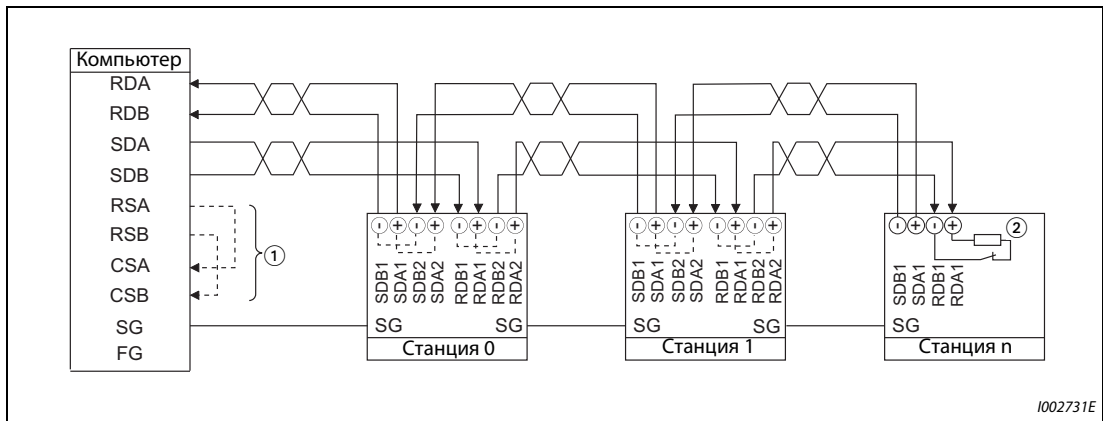 Компьютер
RDA
RDB
SDA
SDB
RSA
RSB
CSA
CSB
SG
FG
①
- + - + - + - +
SDB1
SDA1
SDB2
SDA2
RDB1
RDA1
RDB2
RDA2
SG SG
Станция 0
- + - + - + - +
SDB1
SDA1
SDB2
SDA2
RDB1
RDA1
RDB2
RDA2
SG SG
Станция 1
- + - +
②
SDB1
SDA1
RDB1
RDA1
SG
Станция n
I002731E